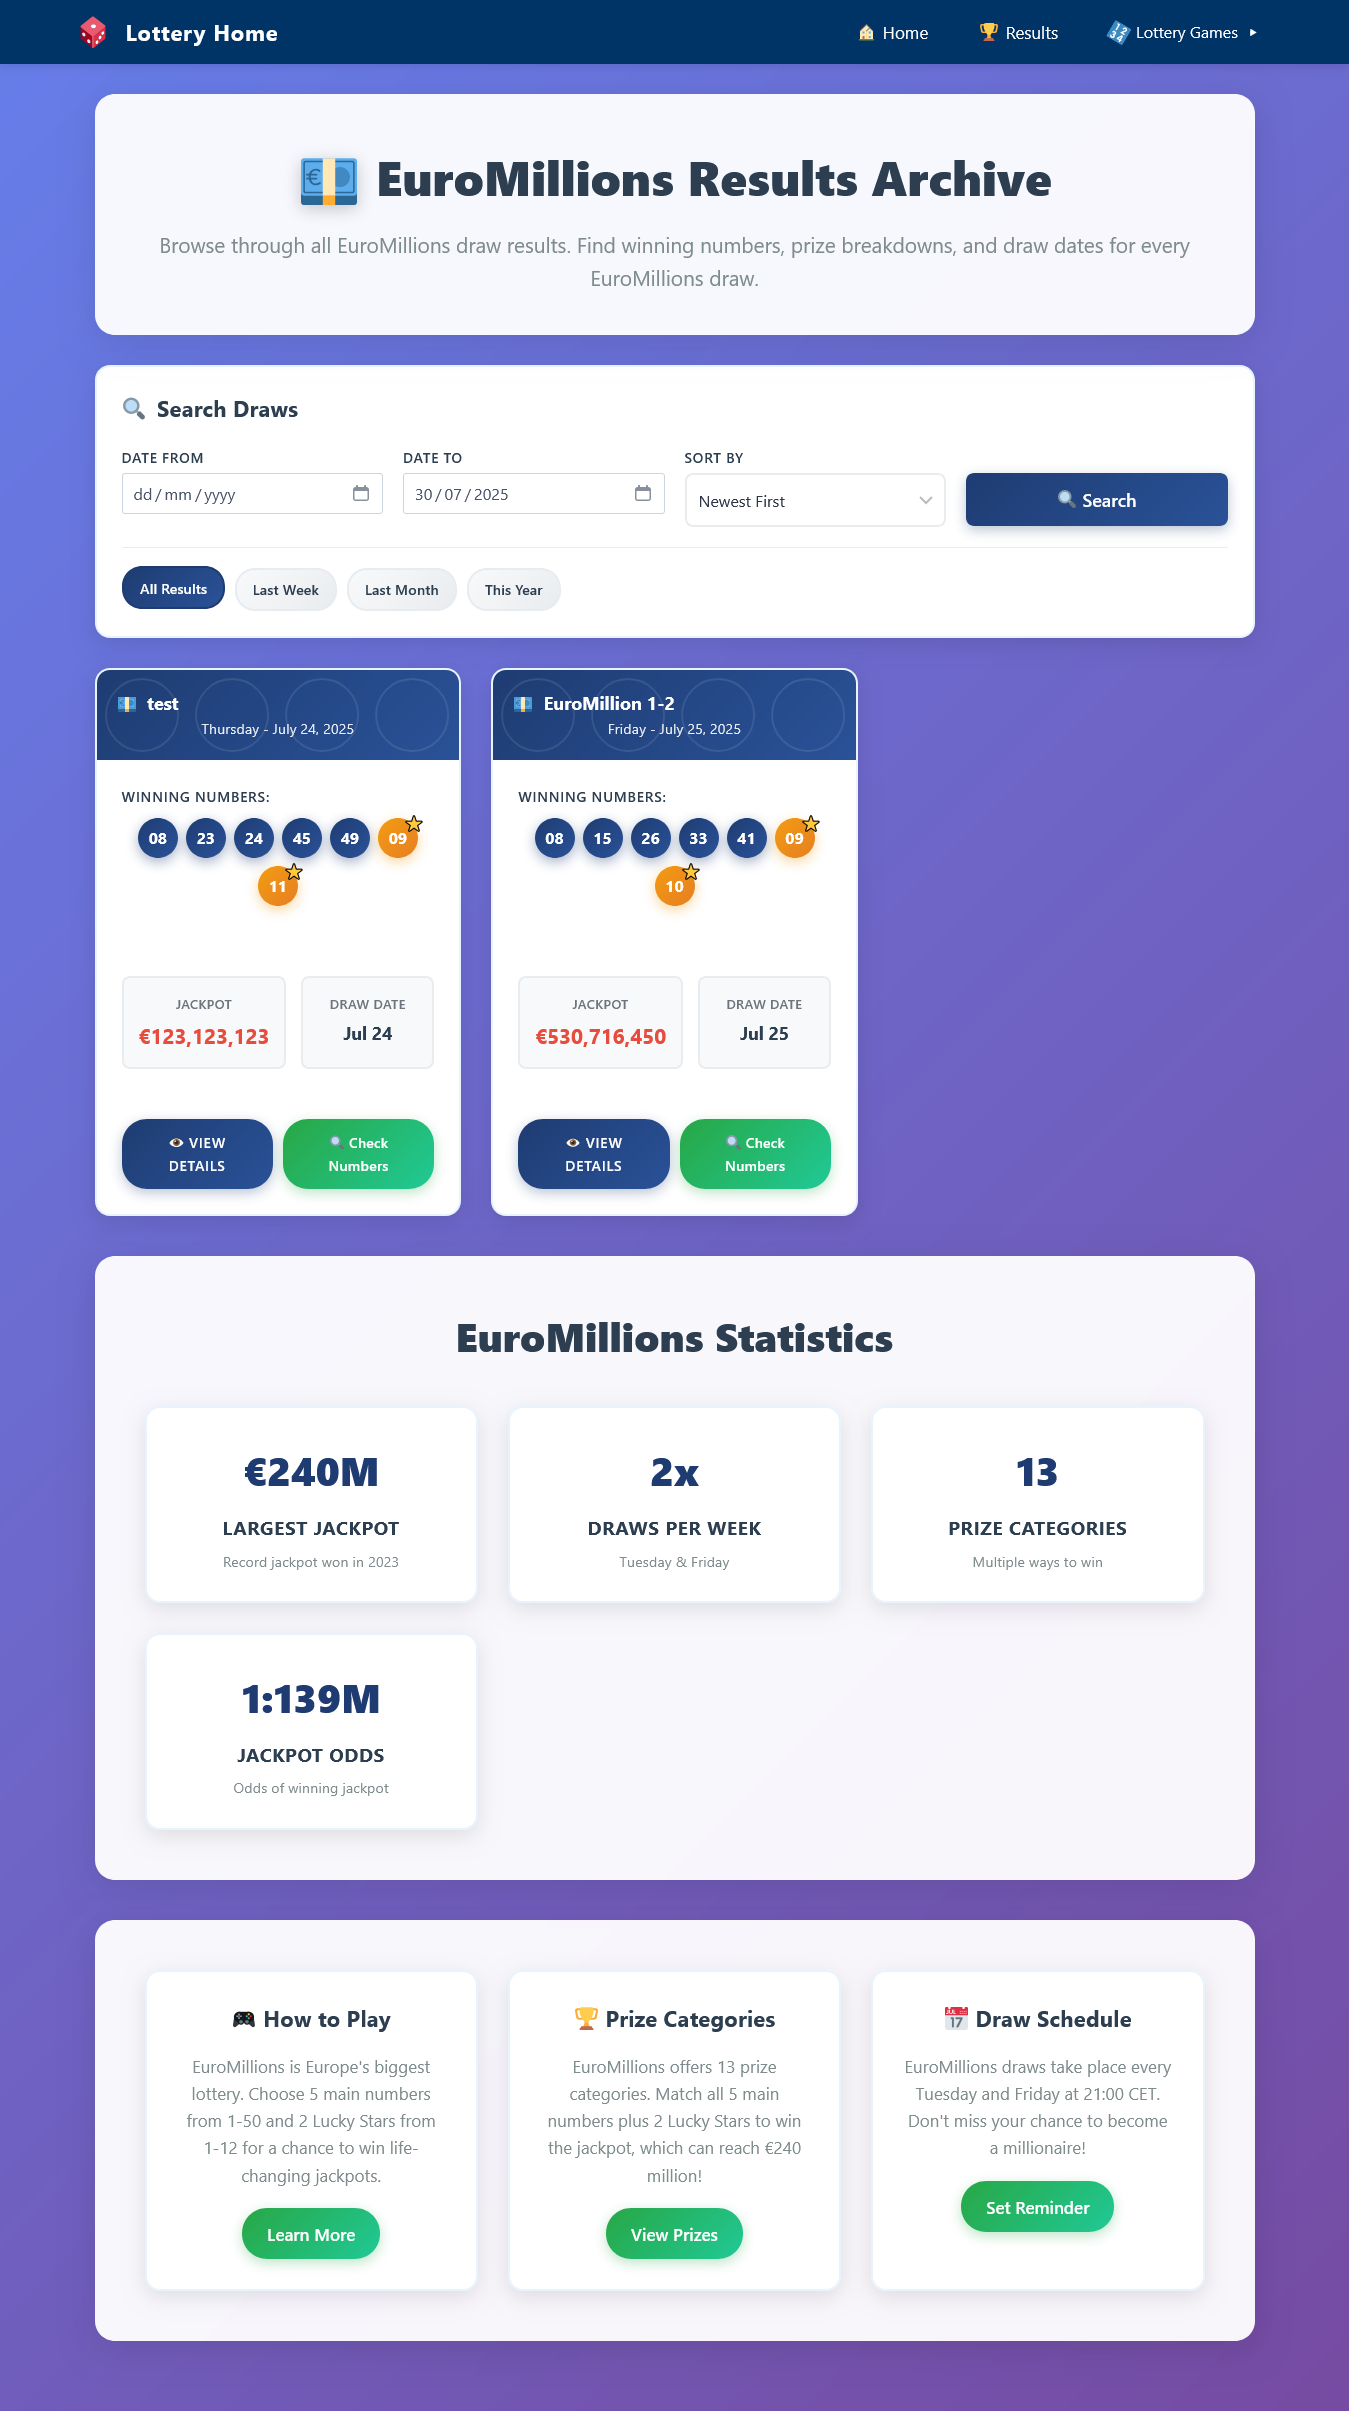 Lottery Home
Home
Results
Lottery Games
EuroMillions Results Archive
Browse through all EuroMillions draw results. Find winning numbers, prize breakdowns, and draw dates for every
EuroMillions draw.
Search Draws
DATE FROM
DATE TO
SORT BY
dd/mm/yyyy
30/07/2025
Newest First
Search
All Results
Last Week
Last Month
This Year
test
Thursday - July 24, 2025
WINNING NUMBERS:
08 23 24 45 49 09
11
JACKPOT
€123,123,123
DRAW DATE
Jul 24
VIEW
DETAILS
Check
Numbers
EuroMillion 1-2
Friday - July 25, 2025
WINNING NUMBERS:
08 15 26 33 41 09
10
JACKPOT
€530,716,450
DRAW DATE
Jul 25
VIEW
DETAILS
Check
Numbers
EuroMillions Statistics
€240M
LARGEST JACKPOT
Record jackpot won in 2023
2x
DRAWS PER WEEK
Tuesday & Friday
13
PRIZE CATEGORIES
Multiple ways to win
1:139M
JACKPOT ODDS
Odds of winning jackpot
How to Play
EuroMillions is Europe's biggest
lottery. Choose 5 main numbers
from 1-50 and 2 Lucky Stars from
1-12 for a chance to win life-
changing jackpots.
Learn More
Prize Categories
EuroMillions offers 13 prize
categories. Match all 5 main
numbers plus 2 Lucky Stars to win
the jackpot, which can reach €240
million!
View Prizes
Draw Schedule
EuroMillions draws take place every
Tuesday and Friday at 21:00 CET.
Don't miss your chance to become
a millionaire!
Set Reminder